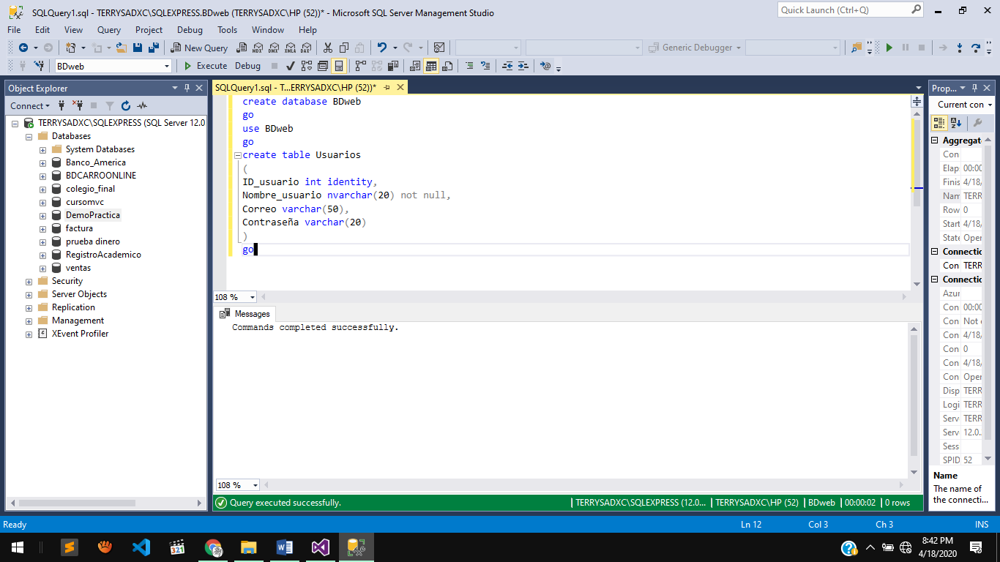 SQLQuery1.sql - TERRYSADXC\SQLEXPRESS.BDweb (TERRYSADXC\HP (52))* - Microsoft SQL Server Management Studio
Quick Launch (Ctrl+Q)
File Edit View Query Project Debug Tools Window Help
New Query MDX DMX XMLA DAX Generic Debugger
BDweb Execute Debug
Object Explorer
Connect
TERRYSADXC\SQLEXPRESS (SQL Server 12.0
Databases
System Databases
Banco_America
BDCARROONLINE
colegio_final
cursomvc
DemoPractica
factura
prueba dinero
RegistroAcademico
ventas
Security
Server Objects
Replication
Management
XEvent Profiler
SQLQuery1.sql - T...ERRYSADXC\HP (52))*
create database BDweb
go
use BDweb
go
create table Usuarios
(
ID_usuario int identity,
Nombre_usuario nvarchar(20) not null,
Correo varchar(50),
Contraseña varchar(20)
)
go
108 %
Messages
Commands completed successfully.
108 %
Query executed successfully. TERRYSADXC\SQLEXPRESS (12.0... TERRYSADXC\HP (52) BDweb 00:00:02 0 rows
Prop...
Current con
Aggregat
Con
Elap 00:00
Finis 4/18/
Nam TERR
Row 0
Start 4/18/
State Oper
Connectio
Con TERR
Connectio
Azur
Con 00:00
Con Not
Con 4/18/
Con 0
Con 4/18/
Con Oper
Disp TERR
Logi TERR
Serv TERR
Serv 12.0..
Sess
SPID 52
Name
The name of
the connecti...
Ready Ln 12 Col 3 Ch 3 INS
321
8:42 PM
4/18/2020